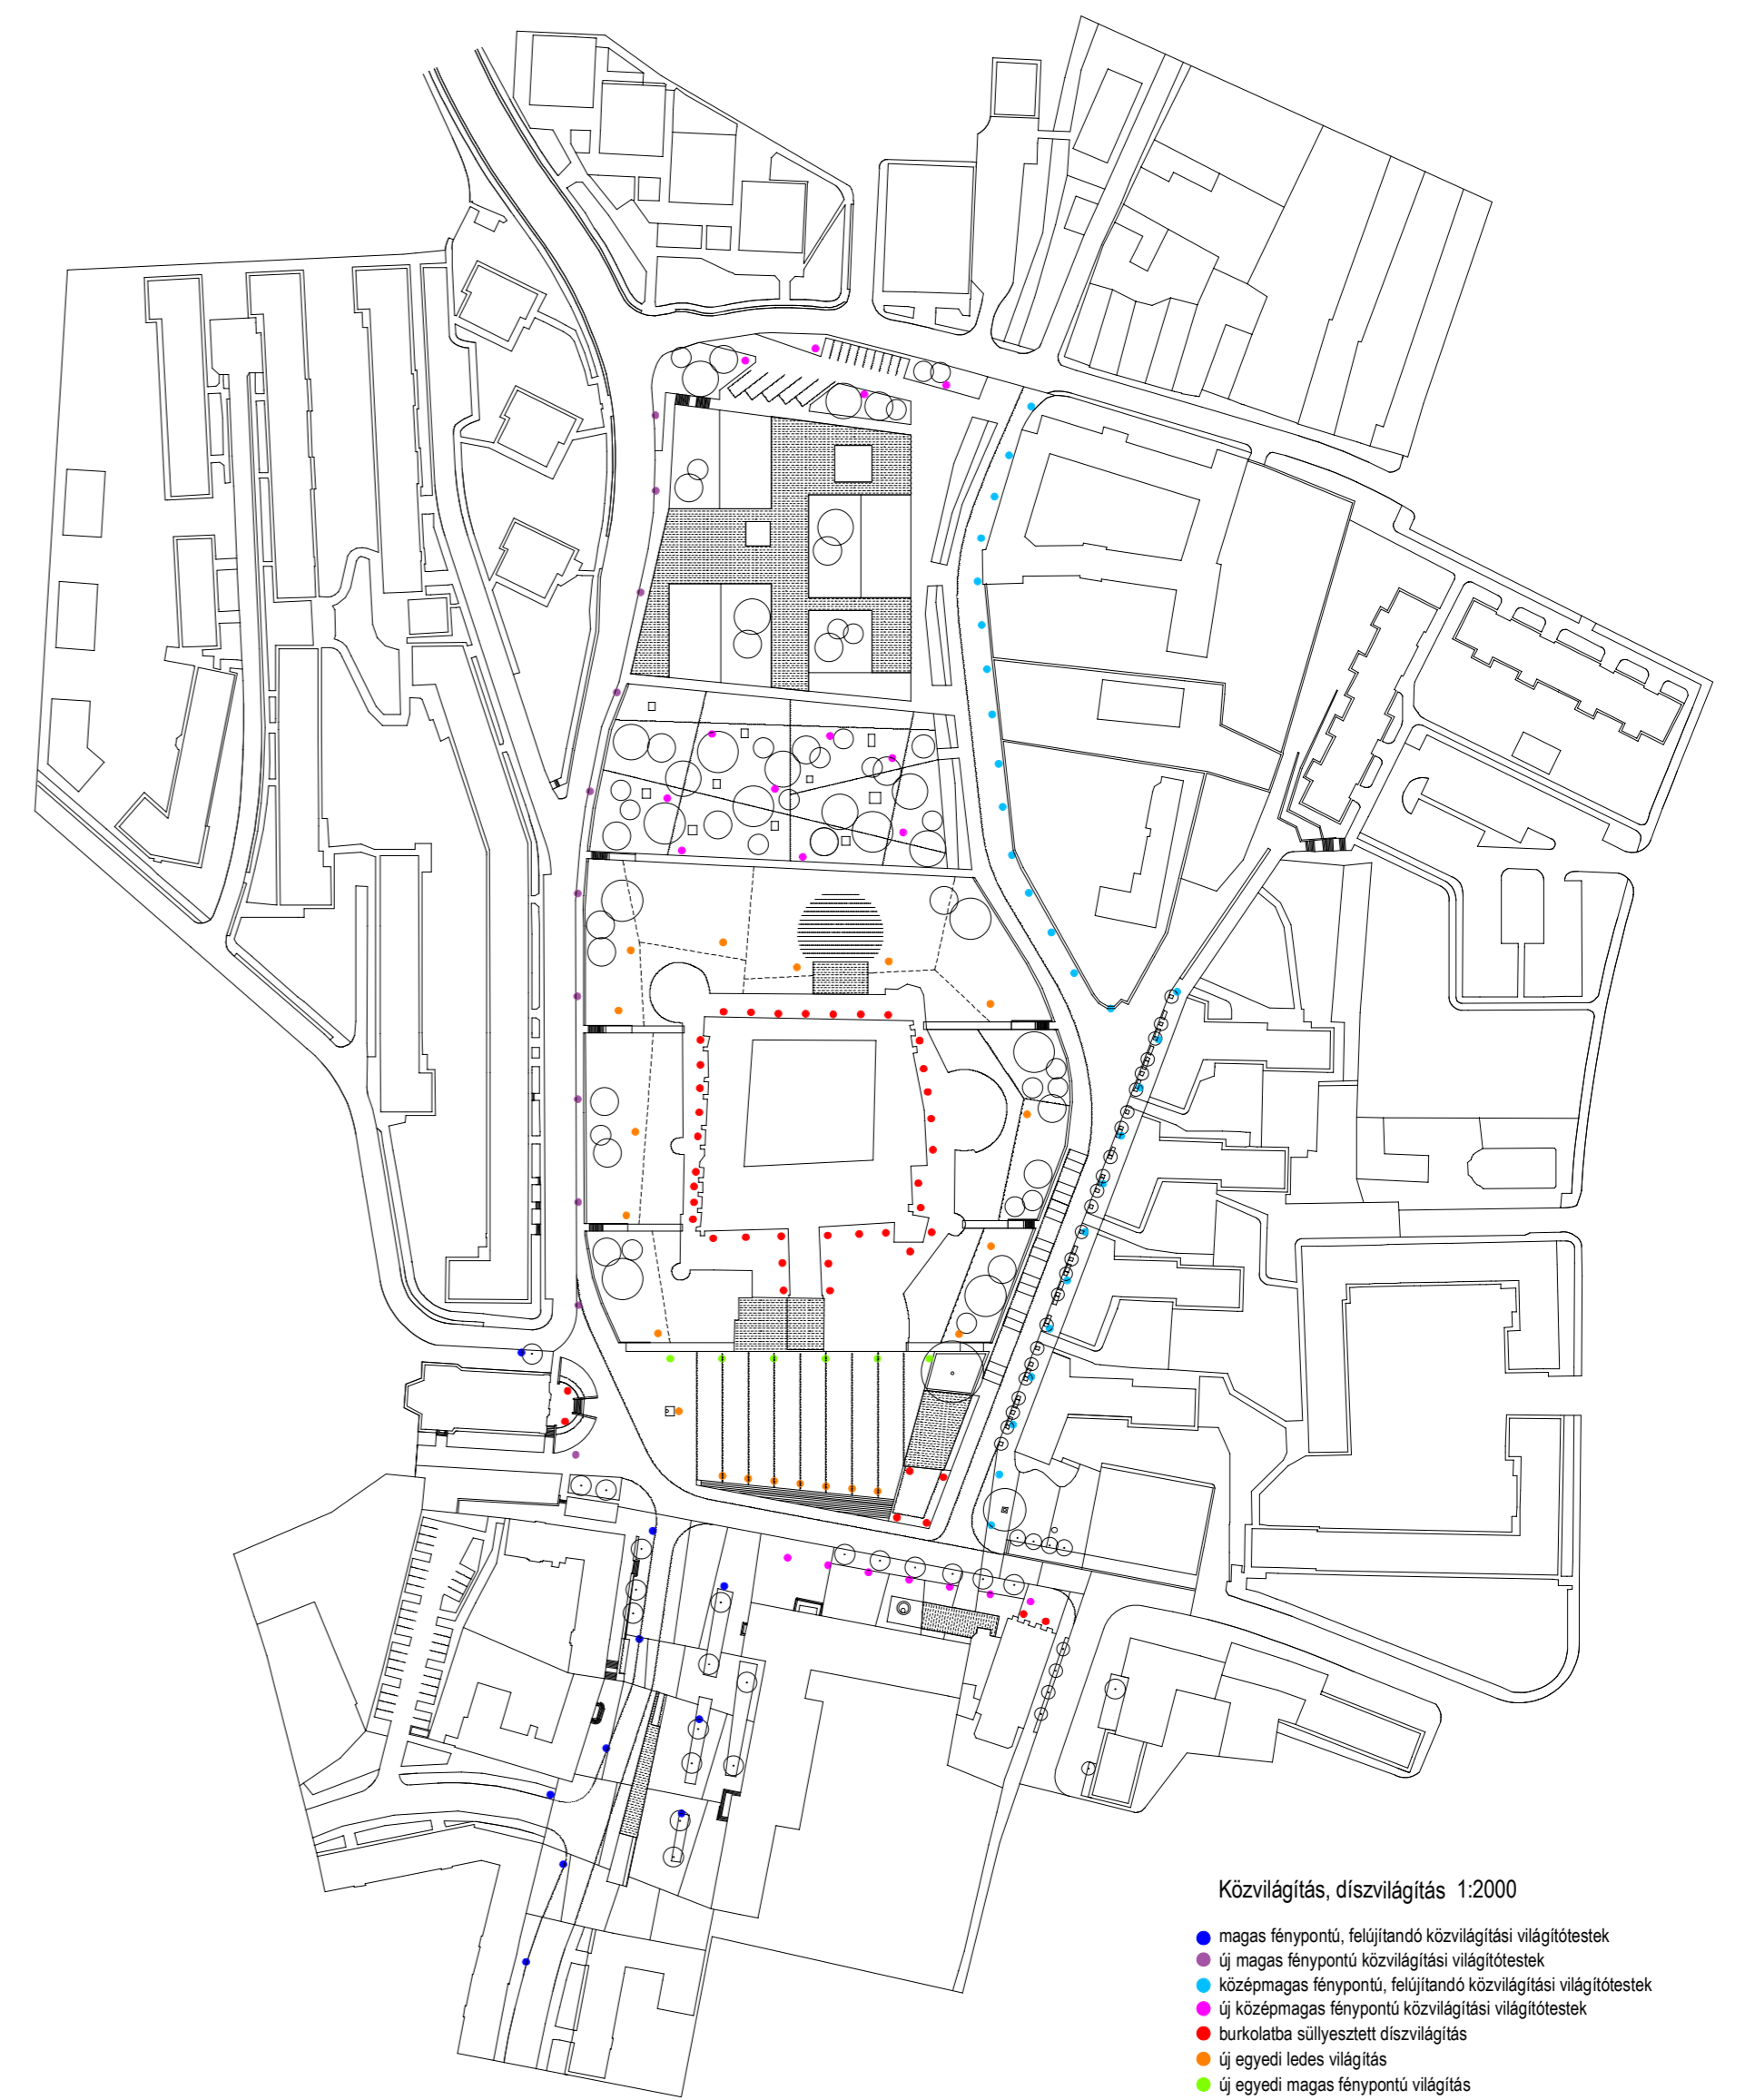 Közvilágítás, díszvilágítás 1:2000
magas fénypontú, felújítandó közvilágítási világítótestek
új magas fénypontú közvilágítási világítótestek
középmagas fénypontú, felújítandó közvilágítási világítótestek
új középmagas fénypontú közvilágítási világítótestek
burkolatba süllyesztett díszvilágítás
új egyedi ledes világítás
új egyedi magas fénypontú világítás